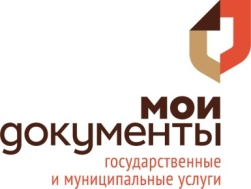 мои
документы
государственные
и муниципальные услуги